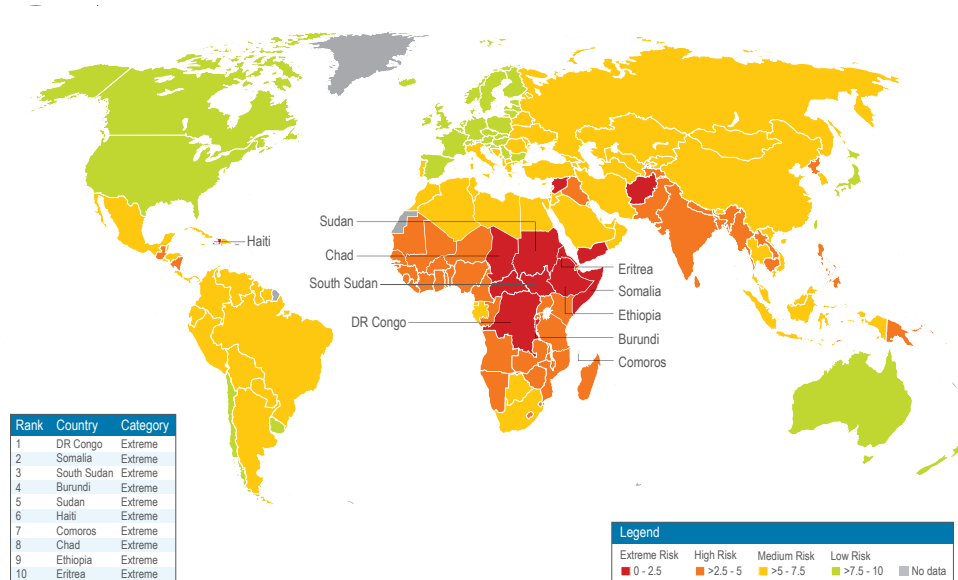 Sudan
Haiti
Chad
Eritrea
South Sudan
Somalia
Ethiopia
DR Congo
Burundi
Comoros
Rank Country Category
1 DR Congo Extreme
2 Somalia Extreme
3 South Sudan Extreme
4 Burundi Extreme
5 Sudan Extreme
6 Haiti Extreme
7 Comoros Extreme
8 Chad Extreme
9 Ethiopia Extreme
10 Eritrea Extreme
Legend
Extreme Risk High Risk Medium Risk Low Risk
0 - 2.5 >2.5 - 5 >5 - 7.5 >7.5 - 10 No data